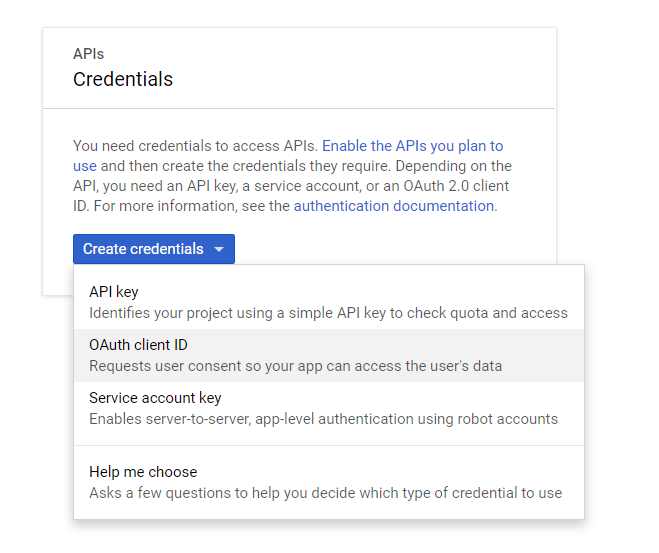 APIs
Credentials
You need credentials to access APIs. Enable the APIs you plan to
use and then create the credentials they require. Depending on the
API, you need an API key, a service account, or an OAuth 2.0 client
ID. For more information, see the authentication documentation.
Create credentials
API key
Identifies your project using a simple API key to check quota and access
OAuth client ID
Requests user consent so your app can access the user's data
Service account key
Enables server-to-server, app-level authentication using robot accounts
Help me choose
Asks a few questions to help you decide which type of credential to use